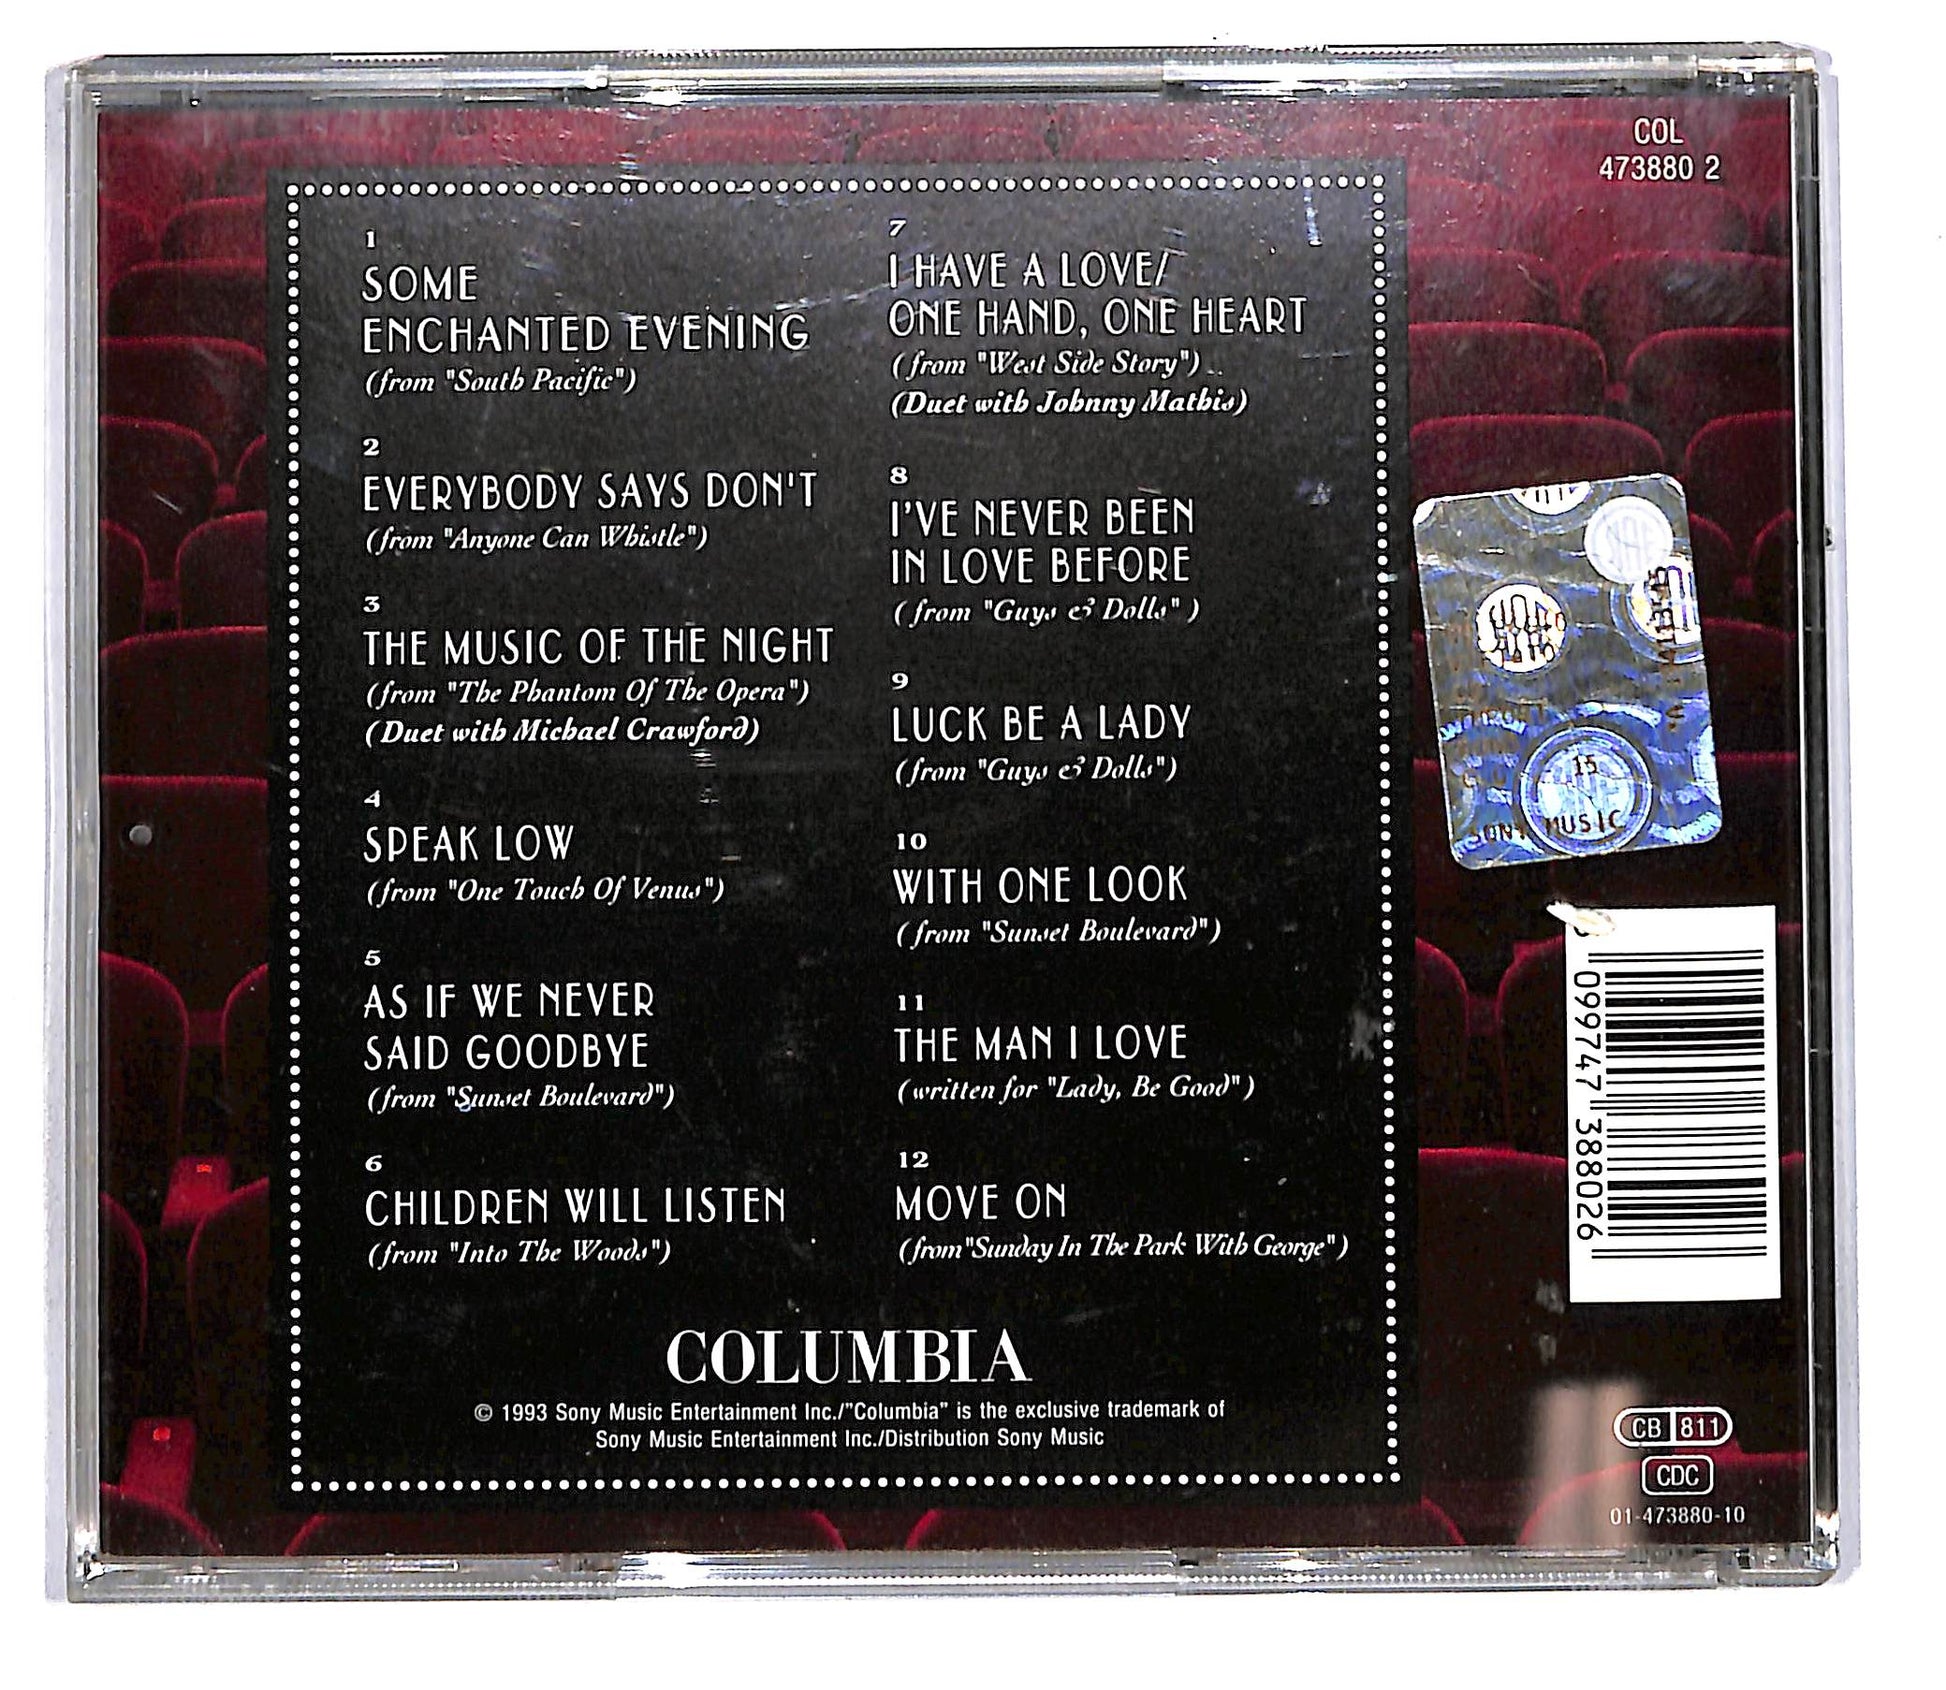 COL
473880 2
1
SOME
ENCHANTED EVENING
(from "South Pacific")
2
EVERYBODY SAYS DON'T
(from "Anyone Can Whistle")
3
THE MUSIC OF THE NIGHT
(from "The Phantom Of The Opera")
(Duet with Michael Crawford)
4
SPEAK LOW
(from "One Touch Of Venus")
5
AS IF WE NEVER
SAID GOODBYE
(from "Sunset Boulevard")
6
CHILDREN WILL LISTEN
(from "Into The Woods")
7
I HAVE A LOVE/
ONE HAND, ONE HEART
(from "West Side Story")
(Duet with Johnny Mathis)
8
I'VE NEVER BEEN
IN LOVE BEFORE
(from "Guys & Dolls")
9
LUCK BE A LADY
(from "Guys & Dolls")
10
WITH ONE LOOK
(from "Sunset Boulevard")
11
THE MAN I LOVE
(written for "Lady, Be Good")
12
MOVE ON
(from "Sunday In The Park With George")
COLUMBIA
© 1993 Sony Music Entertainment Inc./"Columbia" is the exclusive trademark of
Sony Music Entertainment Inc./Distribution Sony Music
15
SONY MUSIC
099747 388026
CB 811
CDC
01-473880-10